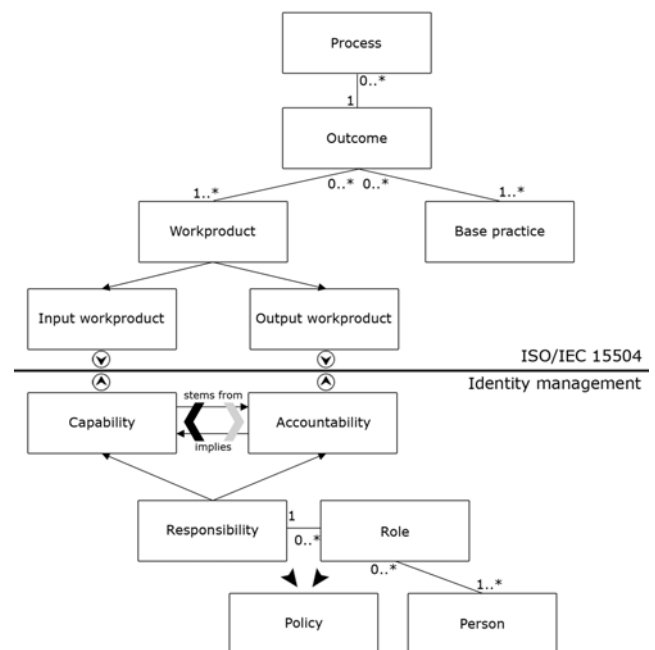 Process
0..*
1
Outcome
0..* 0..*
1..*
1..*
Workproduct
Base practice
Input workproduct
Output workproduct
ISO/IEC 15504
Identity management
stems from
Capability
Accountability
implies
1
Responsibility
Role
0..*
0..*
1..*
Policy
Person